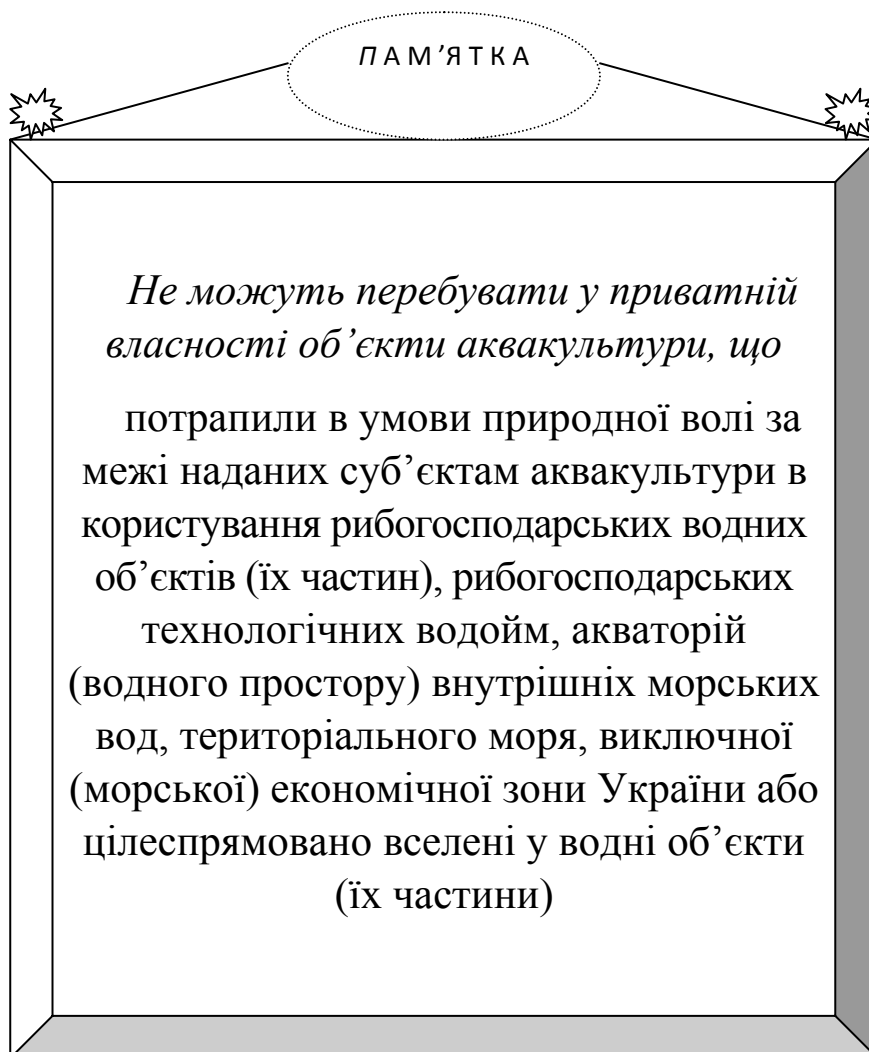 ПАМ’ЯТКА
Не можуть перебувати у приватній
власності об’єкти аквакультури, що
потрапили в умови природної волі за
межі наданих суб’єктам аквакультури в
користування рибогосподарських водних
об’єктів (їх частин), рибогосподарських
технологічних водойм, акваторій
(водного простору) внутрішніх морських
вод, територіального моря, виключної
(морської) економічної зони України або
цілеспрямовано вселені у водні об’єкти
(їх частини)